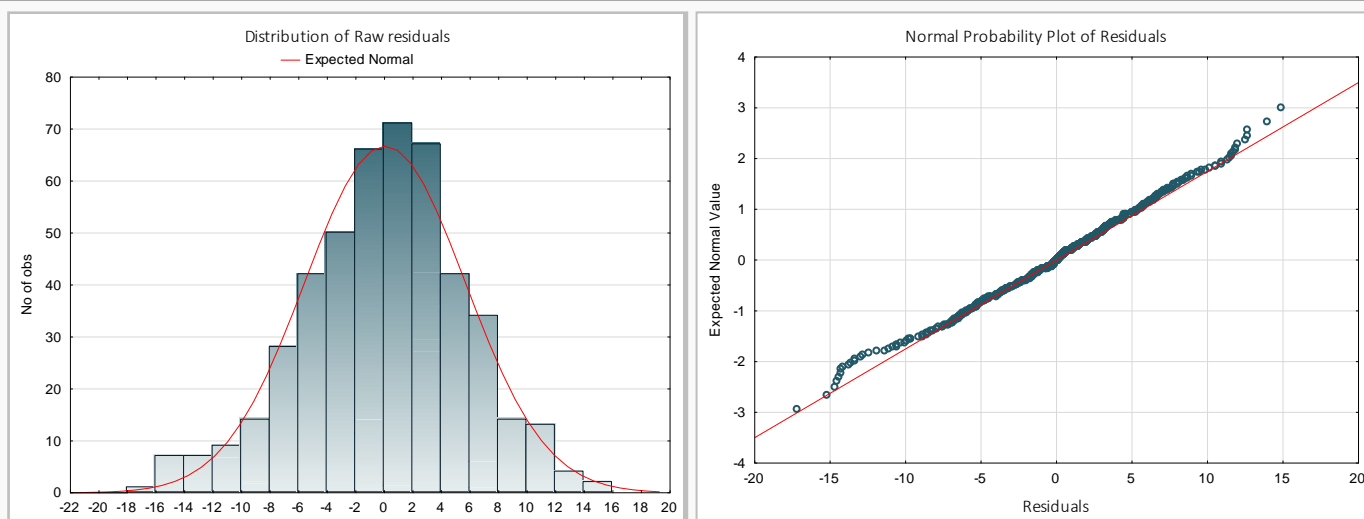 Distribution of Raw residuals
Expected Normal
80
70
60
50
40
30
20
10
0
No of obs
-22 -20 -18 -16 -14 -12 -10 -8 -6 -4 -2 0 2 4 6 8 10 12 14 16 18 20
Normal Probability Plot of Residuals
4
3
2
1
0
-1
-2
-3
-4
Expected Normal Value
-20 -15 -10 -5 0 5 10 15 20
Residuals